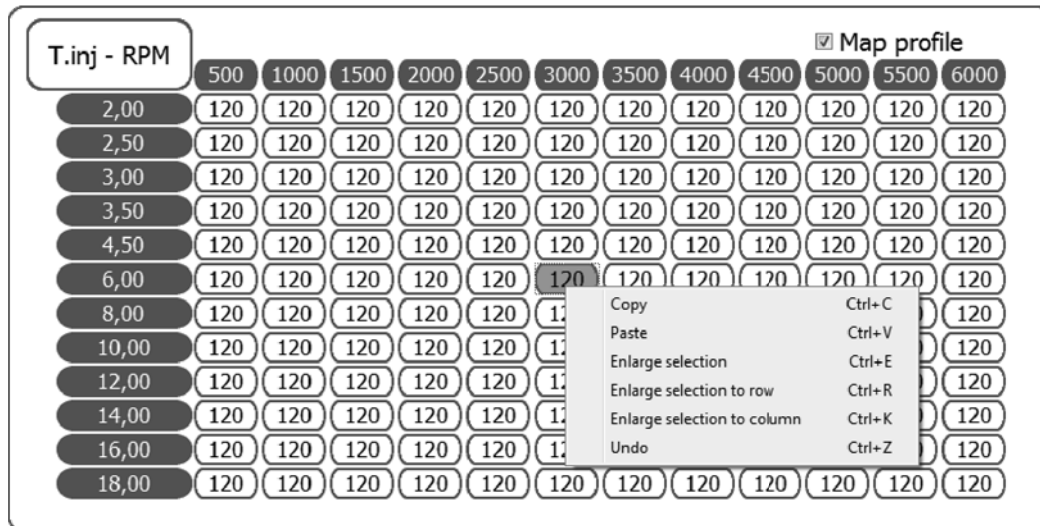 T.inj - RPM
Map profile
500 1000 1500 2000 2500 3000 3500 4000 4500 5000 5500 6000
2,00 120 120 120 120 120 120 120 120 120 120 120 120
2,50 120 120 120 120 120 120 120 120 120 120 120 120
3,00 120 120 120 120 120 120 120 120 120 120 120 120
3,50 120 120 120 120 120 120 120 120 120 120 120 120
4,50 120 120 120 120 120 120 120 120 120 120 120 120
6,00 120 120 120 120 120 120 120 120 120 120 120 120
8,00 120 120 120 120 120 120
10,00 120 120 120 120 120 120
12,00 120 120 120 120 120 120
14,00 120 120 120 120 120 120
16,00 120 120 120 120 120 120
18,00 120 120 120 120 120 120 120 120 120 120 120 120
Copy Ctrl+C
Paste Ctrl+V
Enlarge selection Ctrl+E
Enlarge selection to row Ctrl+R
Enlarge selection to column Ctrl+K
Undo Ctrl+Z